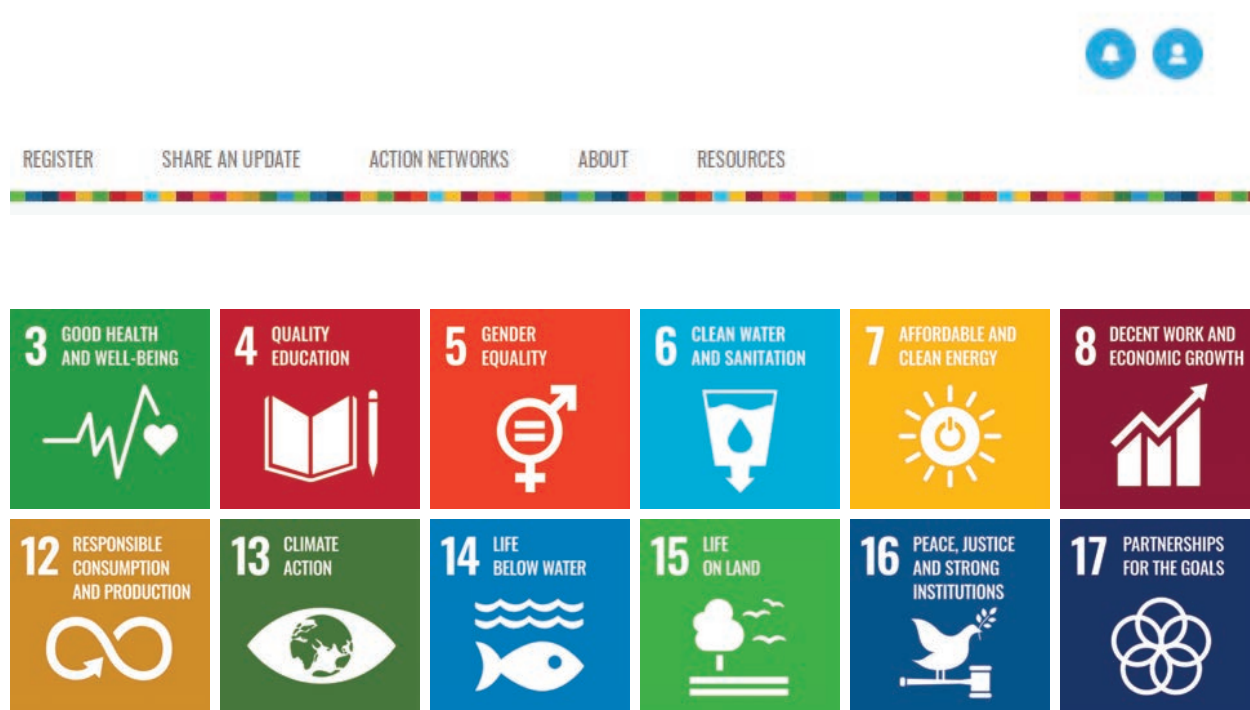 REGISTER SHARE AN UPDATE ACTION NETWORKS ABOUT RESOURCES
3 GOOD HEALTH
AND WELL-BEING
4 QUALITY
EDUCATION
5 GENDER
EQUALITY
6 CLEAN WATER
AND SANITATION
7 AFFORDABLE AND
CLEAN ENERGY
8 DECENT WORK AND
ECONOMIC GROWTH
12 RESPONSIBLE
CONSUMPTION
AND PRODUCTION
13 CLIMATE
ACTION
14 LIFE
BELOW WATER
15 LIFE
ON LAND
16 PEACE, JUSTICE
AND STRONG
INSTITUTIONS
17 PARTNERSHIPS
FOR THE GOALS